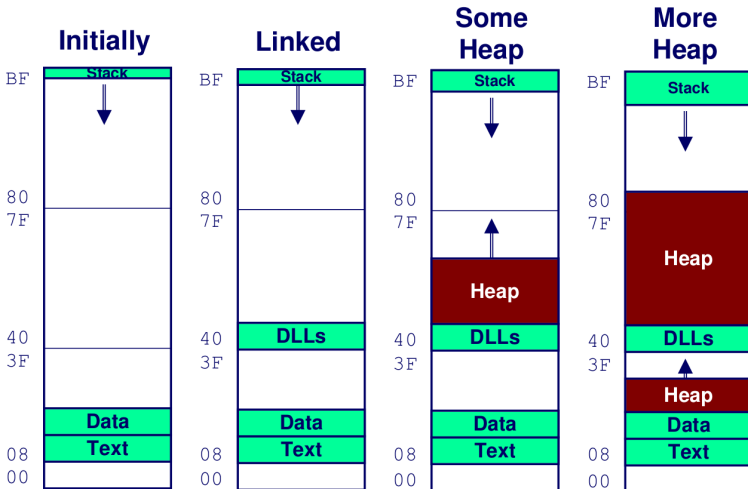 Initially
BF
Stack
80
7F
40
3F
Data
Text
08
00
Linked
BF
Stack
80
7F
40
DLLs
3F
Data
Text
08
00
Some
Heap
BF
Stack
80
7F
Heap
40
DLLs
3F
Data
Text
08
00
More
Heap
BF
Stack
80
7F
Heap
40
DLLs
3F
Heap
Data
Text
08
00